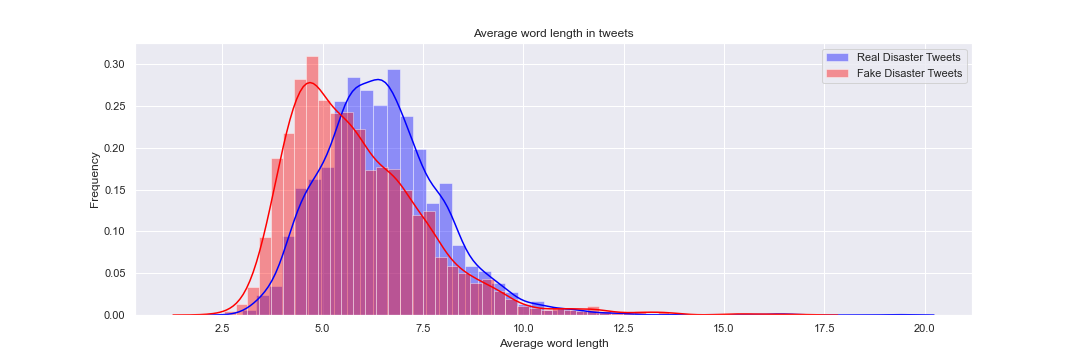 Average word length in tweets
Real Disaster Tweets
Fake Disaster Tweets
Frequency
0.30
0.25
0.20
0.15
0.10
0.05
0.00
2.5 5.0 7.5 10.0 12.5 15.0 17.5 20.0
Average word length